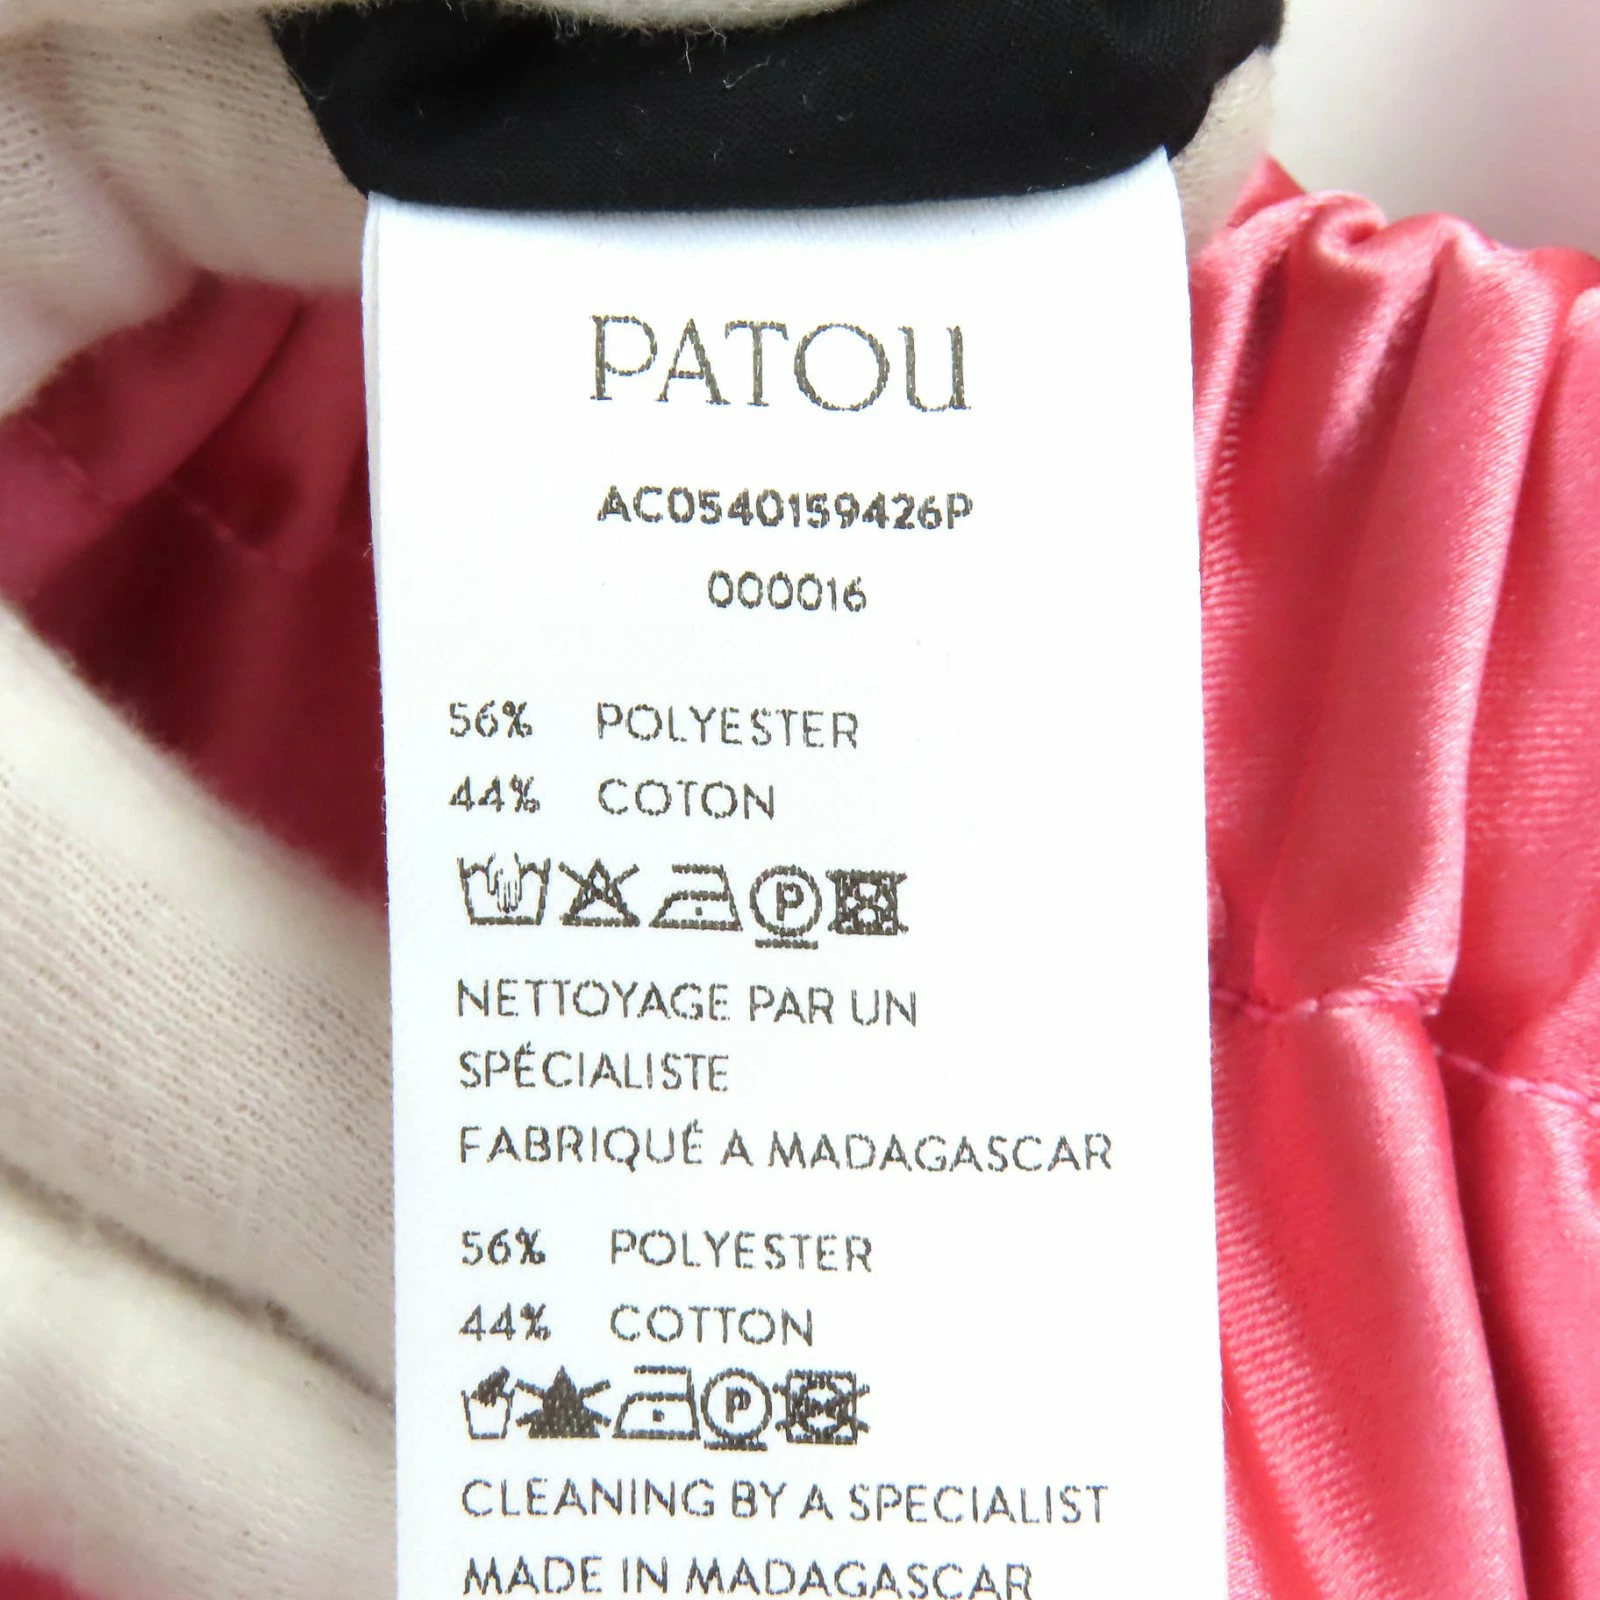 PATOU
AC0540159426P
000016
56% POLYESTER
44% COTON
P
NETTOYAGE PAR UN
SPÉCIALISTE
FABRIQUÉ A MADAGASCAR
56% POLYESTER
44% COTTON
P
CLEANING BY A SPECIALIST
MADE IN MADAGASCAR